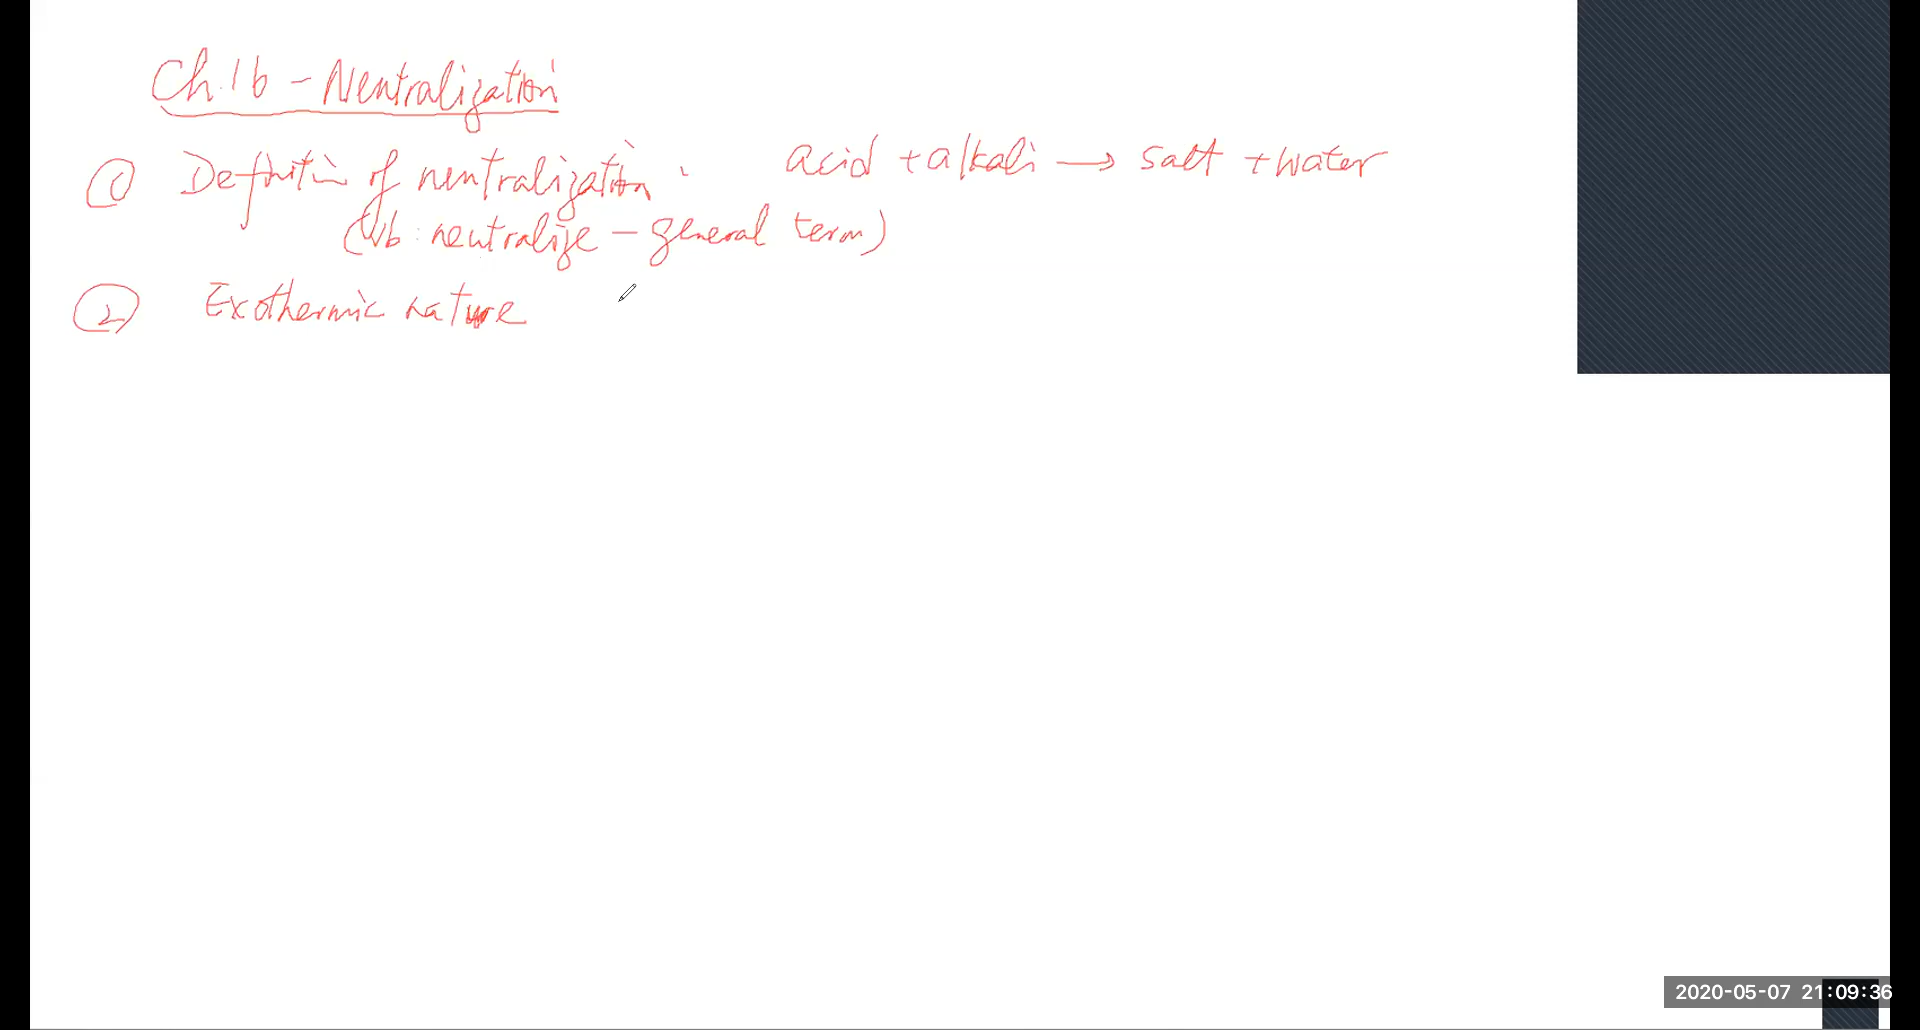 Ch.16 - Neutralization
① Definition of neutralization: acid + alkali → salt + water
(Vb: neutralize - general term)
② Exothermic nature
2020-05-07 21:09:36